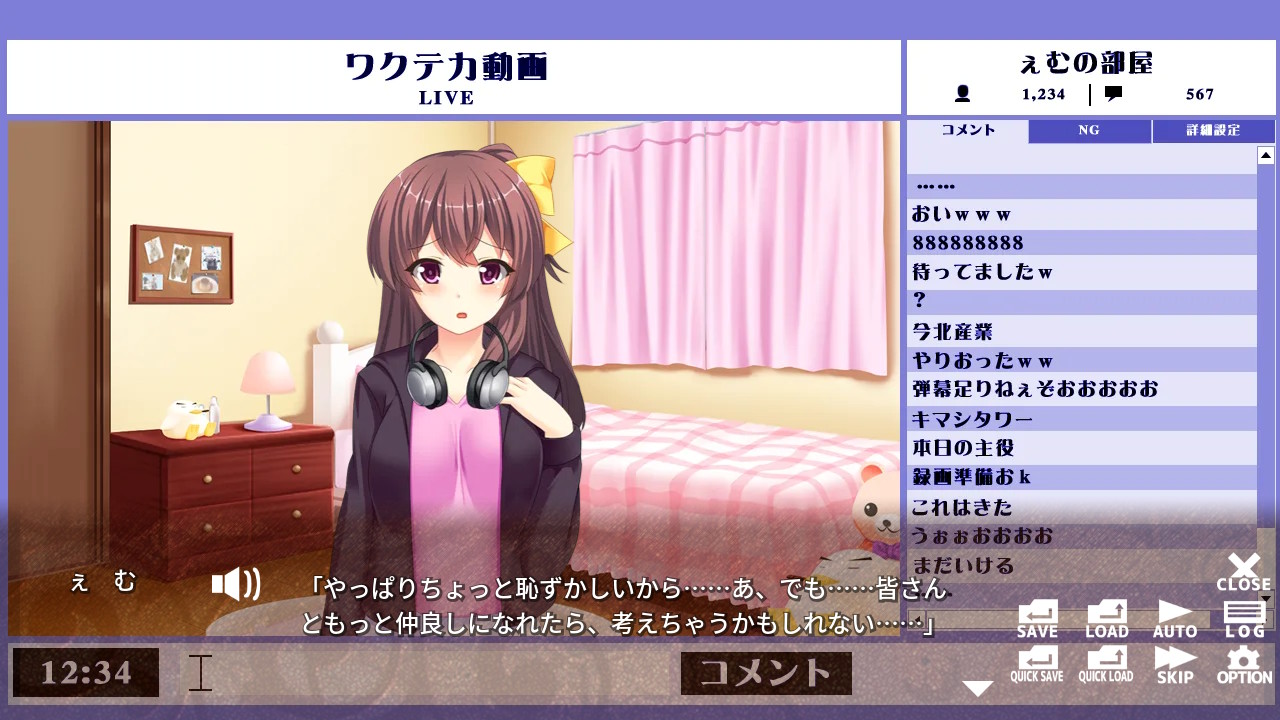 ワクテカ動画
LIVE
ぇむの部屋
1,234
567
コメント
NG
詳細設定
……
おいｗｗｗ
888888888
待ってましたｗ
？
今北産業
やりおったｗｗ
弾幕足りねぇぞおおおおお
キマシタワー
本日の主役
録画準備おｋ
これはきた
うぉぉおおおお
まだいける
ぇむ
「やっぱりちょっと恥ずかしいから……あ、でも……皆さん
ともっと仲良しになれたら、考えちゃうかもしれない……」
CLOSE
SAVE
LOAD
AUTO
LOG
12:34
コメント
QUICK SAVE
QUICK LOAD
SKIP
OPTION